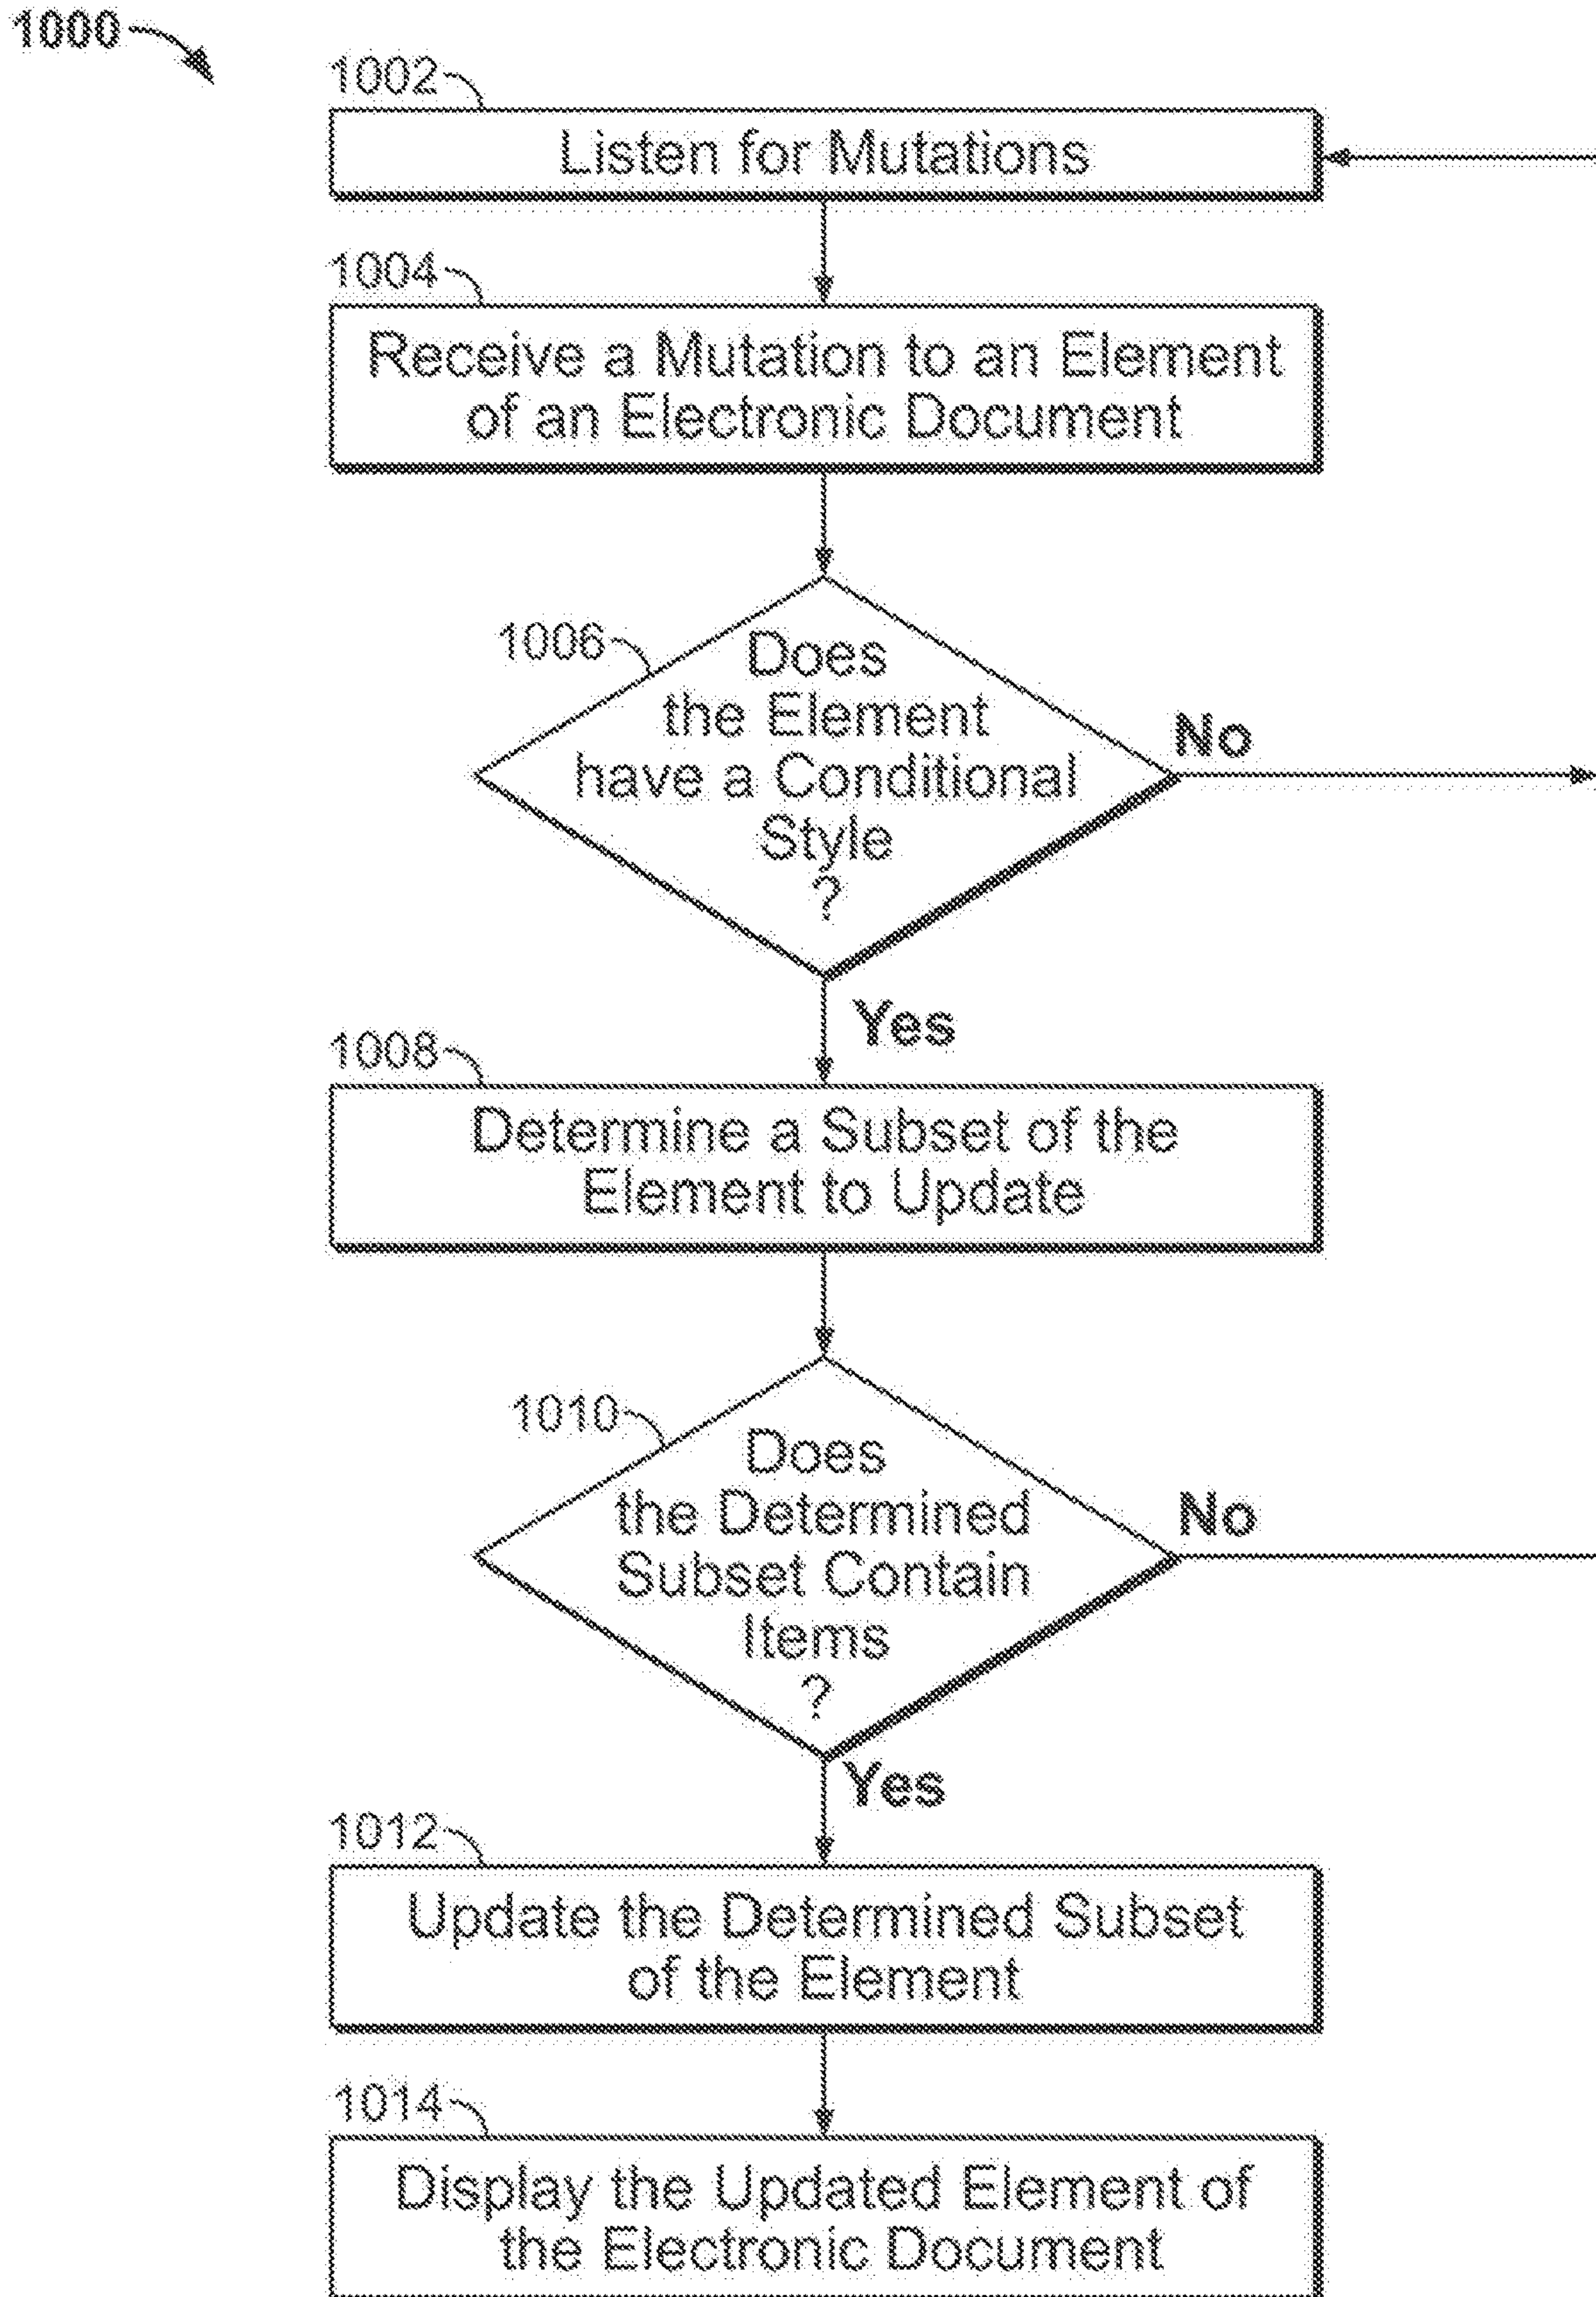 1000
1002
Listen for Mutations
1004
Receive a Mutation to an Element
of an Electronic Document
1006
Does
the Element
have a Conditional
Style
?
No
Yes
1008
Determine a Subset of the
Element to Update
1010
Does
the Determined
Subset Contain
Items
?
No
Yes
1012
Update the Determined Subset
of the Element
1014
Display the Updated Element of
the Electronic Document